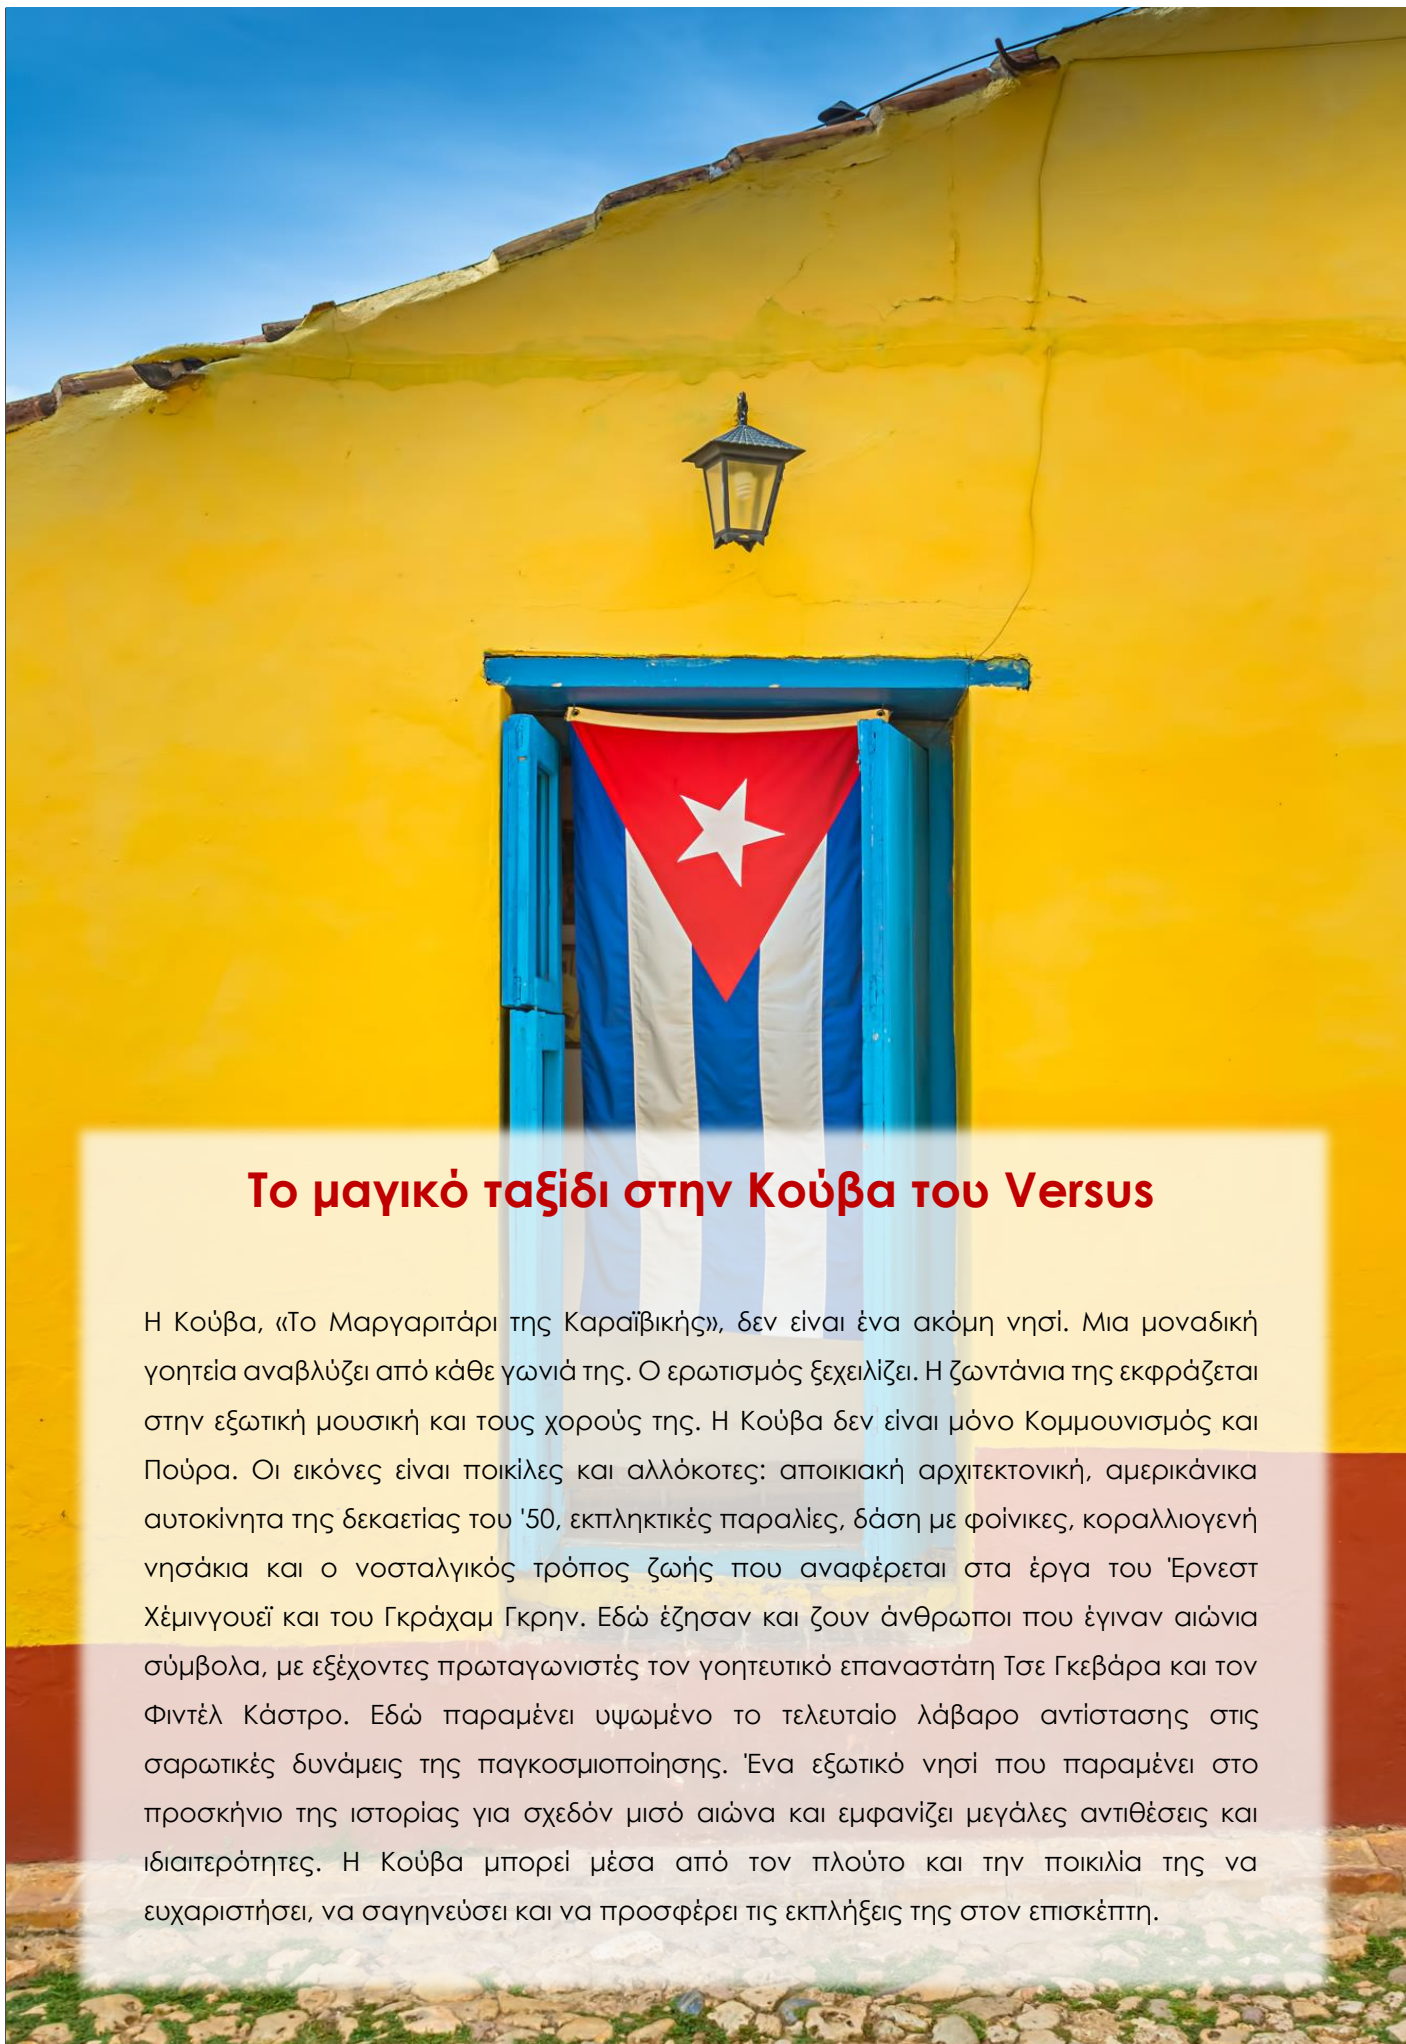 Το μαγικό ταξίδι στην Κούβα του Versus
Η Κούβα, «Το Μαργαριτάρι της Καραϊβικής», δεν είναι ένα ακόμη νησί. Μια μοναδική
γοητεία αναβλύζει από κάθε γωνιά της. Ο ερωτισμός ξεχειλίζει. Η ζωντάνια της εκφράζεται
στην εξωτική μουσική και τους χορούς της. Η Κούβα δεν είναι μόνο Κομμουνισμός και
Πούρα. Οι εικόνες είναι ποικίλες και αλλόκοτες: αποικιακή αρχιτεκτονική, αμερικάνικα
αυτοκίνητα της δεκαετίας του '50, εκπληκτικές παραλίες, δάση με φοίνικες, κοραλλιογενή
νησάκια και ο νοσταλγικός τρόπος ζωής που αναφέρεται στα έργα του Έρνεστ
Χέμινγουεϊ και του Γκράχαμ Γκρην. Εδώ έζησαν και ζουν άνθρωποι που έγιναν αιώνια
σύμβολα, με εξέχοντες πρωταγωνιστές τον γοητευτικό επαναστάτη Τσε Γκεβάρα και τον
Φιντέλ Κάστρο. Εδώ παραμένει υψωμένο το τελευταίο λάβαρο αντίστασης στις
σαρωτικές δυνάμεις της παγκοσμιοποίησης. Ένα εξωτικό νησί που παραμένει στο
προσκήνιο της ιστορίας για σχεδόν μισό αιώνα και εμφανίζει μεγάλες αντιθέσεις και
ιδιαιτερότητες. Η Κούβα μπορεί μέσα από τον πλούτο και την ποικιλία της να
ευχαριστήσει, να σαγηνεύσει και να προσφέρει τις εκπλήξεις της στον επισκέπτη.